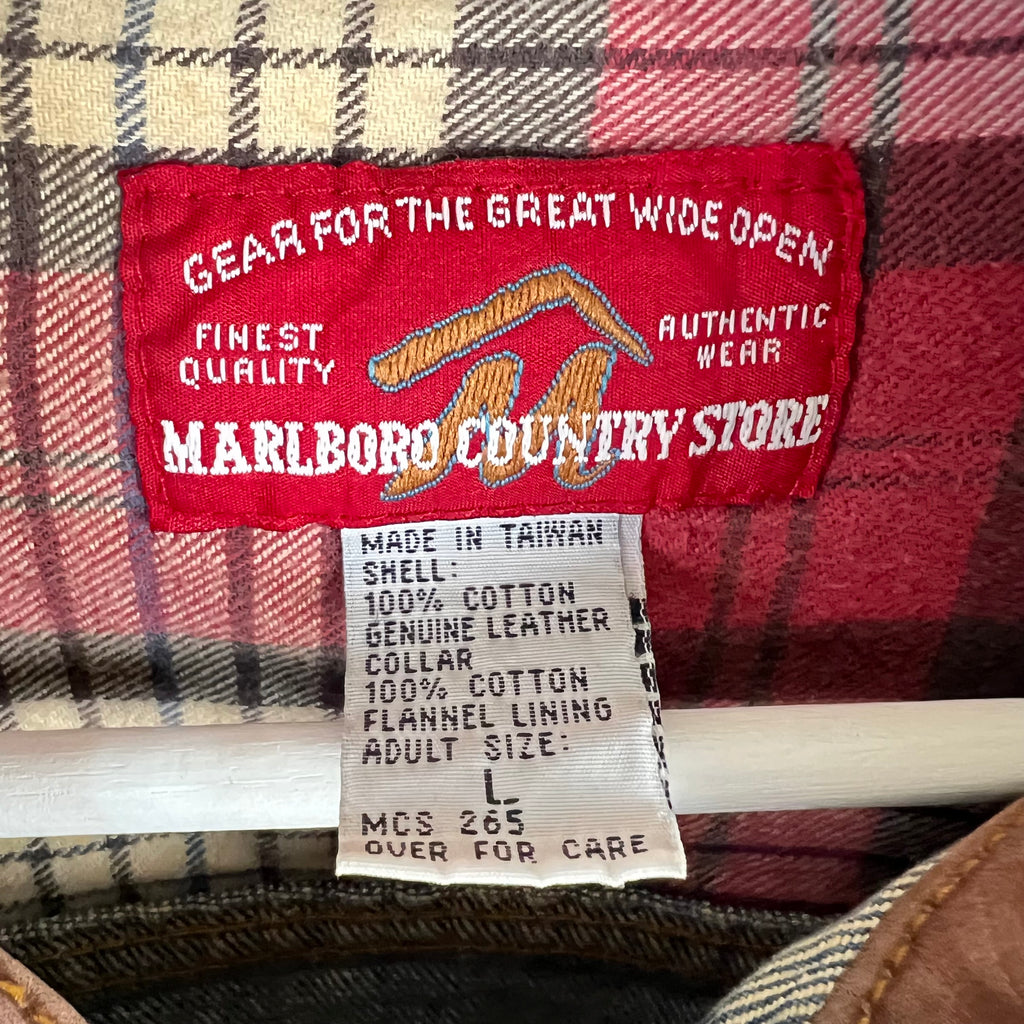 GEAR FOR THE GREAT WIDE OPEN
FINEST
QUALITY
AUTHENTIC
WEAR
MARLBORO COUNTRY STORE
MADE IN TAIWAN
SHELL:
100% COTTON
GENUINE LEATHER
COLLAR
100% COTTON
FLANNEL LINING
ADULT SIZE:
L
MCS 265
OVER FOR CARE